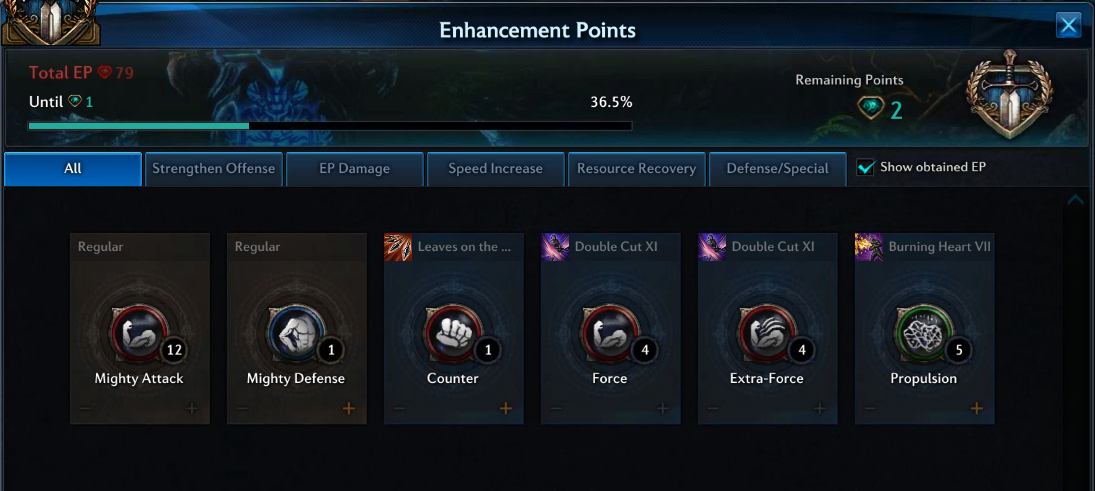 Enhancement Points
Total EP 79
Until 1
36.5%
Remaining Points
2
All
Strengthen Offense
EP Damage
Speed Increase
Resource Recovery
Defense/Special
Show obtained EP
Regular
12
Mighty Attack
Regular
1
Mighty Defense
Leaves on the ...
1
Counter
Double Cut XI
4
Force
Double Cut XI
4
Extra-Force
Burning Heart VII
5
Propulsion